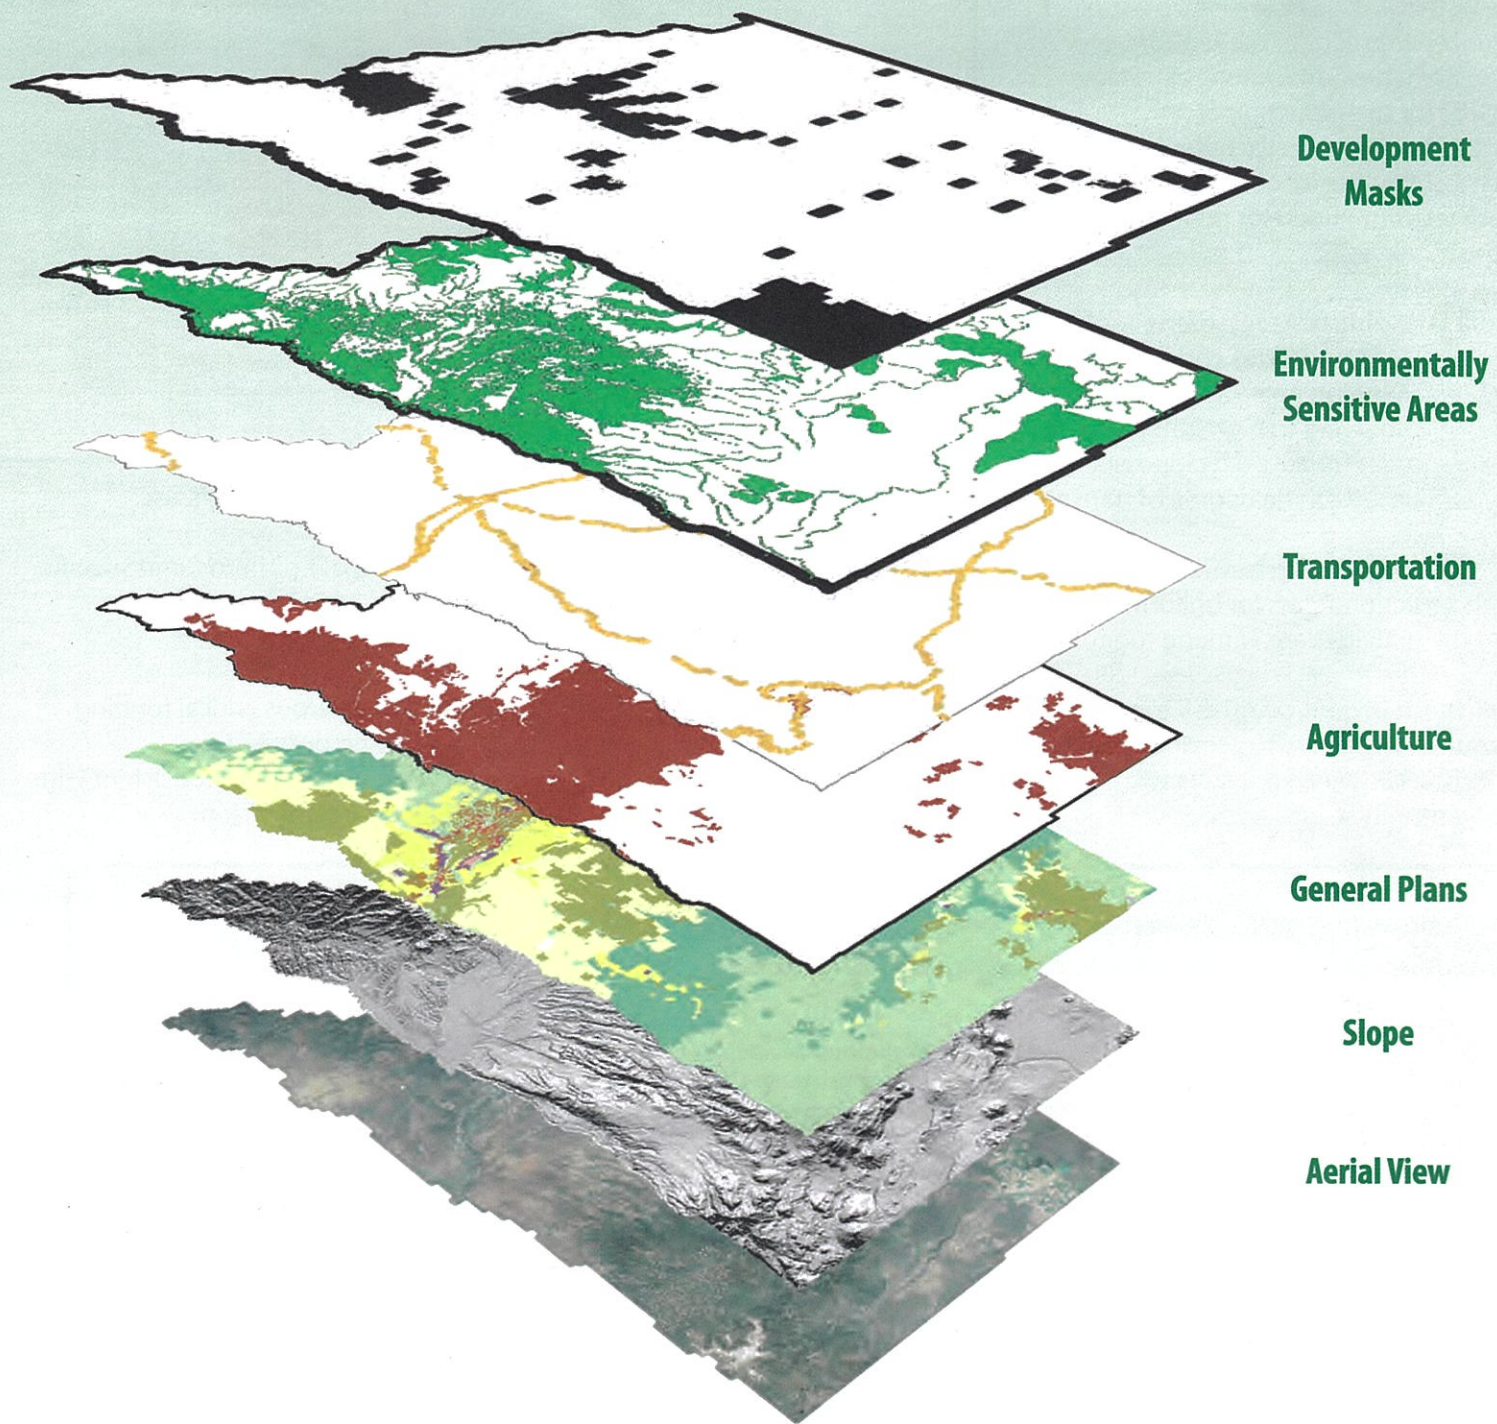 Development
Masks
Environmentally
Sensitive Areas
Transportation
Agriculture
General Plans
Slope
Aerial View